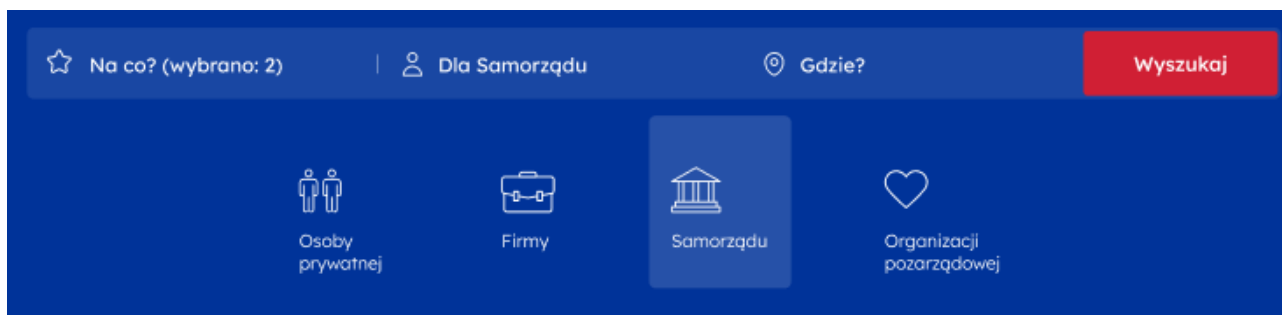 Na co? (wybrano: 2)
Dla Samorządu
Gdzie?
Wyszukaj
Osoby
prywatnej
Firmy
Samorządu
Organizacji
pozarządowej